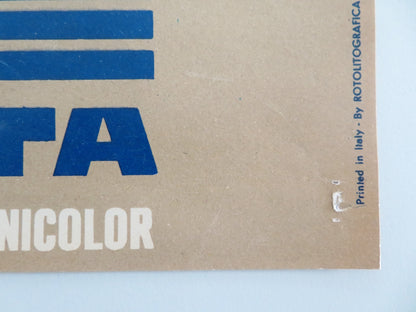 TA
NICOLOR
Printed in Italy - By ROTOLITOGRAFICA